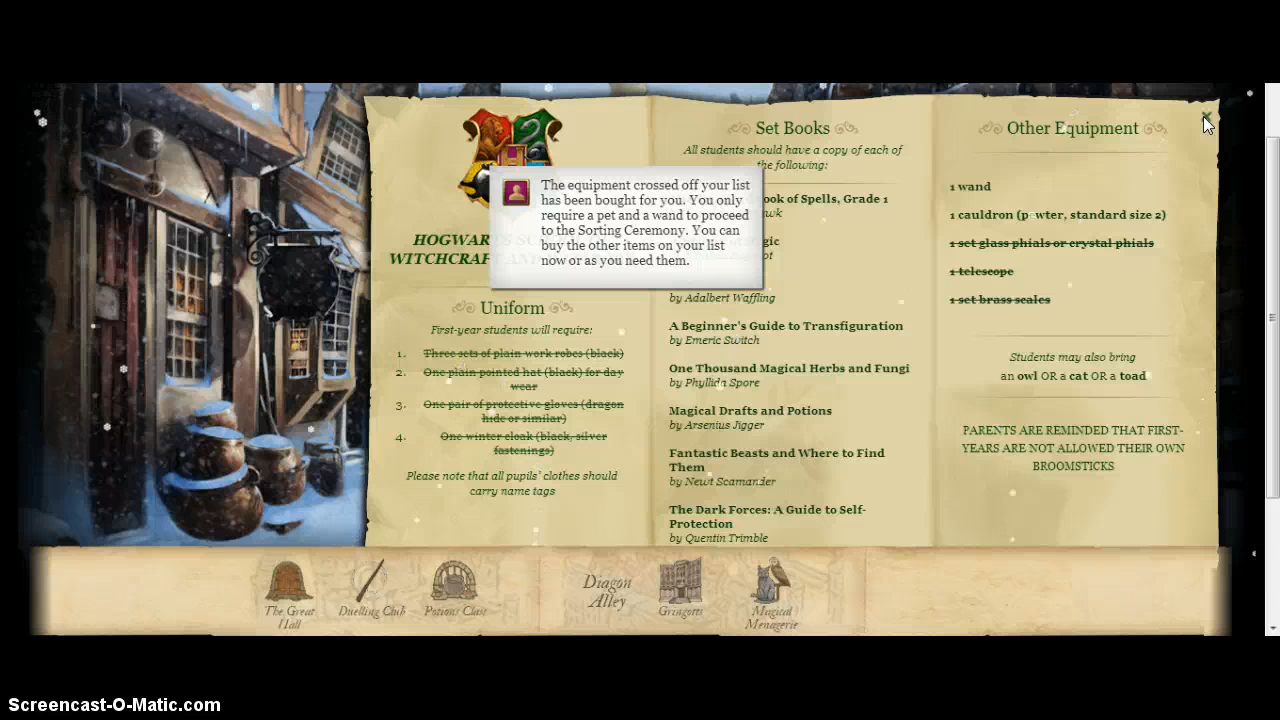 HOGWAR
WITCHCRAFT AN
Uniform
First-year students will require:
1. Three sets of plain work robes (black)
2. One plain pointed hat (black) for day
wear
3. One pair of protective gloves (dragon
hide or similar)
4. One winter cloak (black, silver
fastenings)
Please note that all pupils' clothes should
carry name tags
The equipment crossed off your list
has been bought for you. You only
require a pet and a wand to proceed
to the Sorting Ceremony. You can
buy the other items on your list
now or as you need them.
Set Books
All students should have a copy of each of
the following:
ook of Spells, Grade 1
wk
gic
ot
by Adalbert Waffling
A Beginner's Guide to Transfiguration
by Emeric Switch
One Thousand Magical Herbs and Fungi
by Phyllida Spore
Magical Drafts and Potions
by Arsenius Jigger
Fantastic Beasts and Where to Find
Them
by Newt Scamander
The Dark Forces: A Guide to Self-
Protection
by Quentin Trimble
Other Equipment
1 wand
1 cauldron (pewter, standard size 2)
1 set glass phials or crystal phials
1 telescope
1 set brass scales
Students may also bring
an owl OR a cat OR a toad
PARENTS ARE REMINDED THAT FIRST-
YEARS ARE NOT ALLOWED THEIR OWN
BROOMSTICKS
The Great
Hall
Duelling Club
Potions Class
Diagon
Alley
Gringotts
Magical
Menagerie
Screencast-O-Matic.com